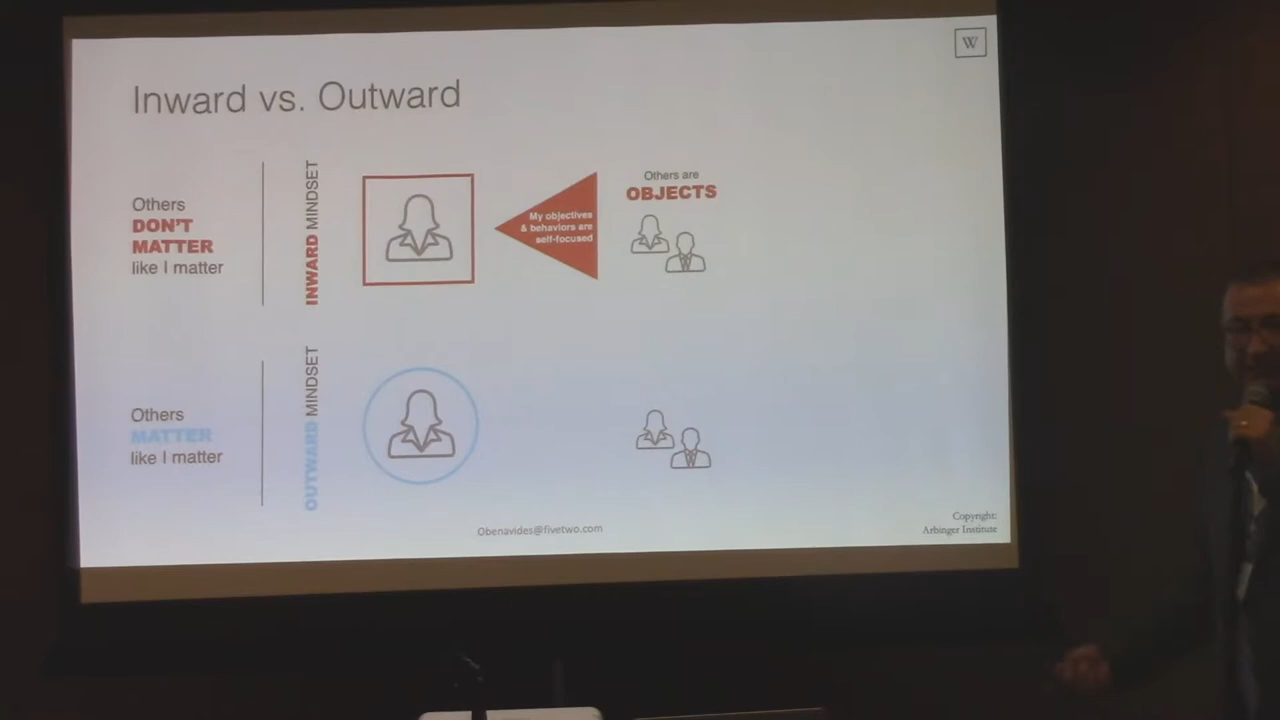 W
Inward vs. Outward
Others
DON'T
MATTER
like I matter
INWARD MINDSET
My objectives
& behaviors are
self-focused
Others are
OBJECTS
Others
MATTER
like I matter
OUTWARD MINDSET
Obenavides@fivetwo.com
Copyright:
Arbinger Institute